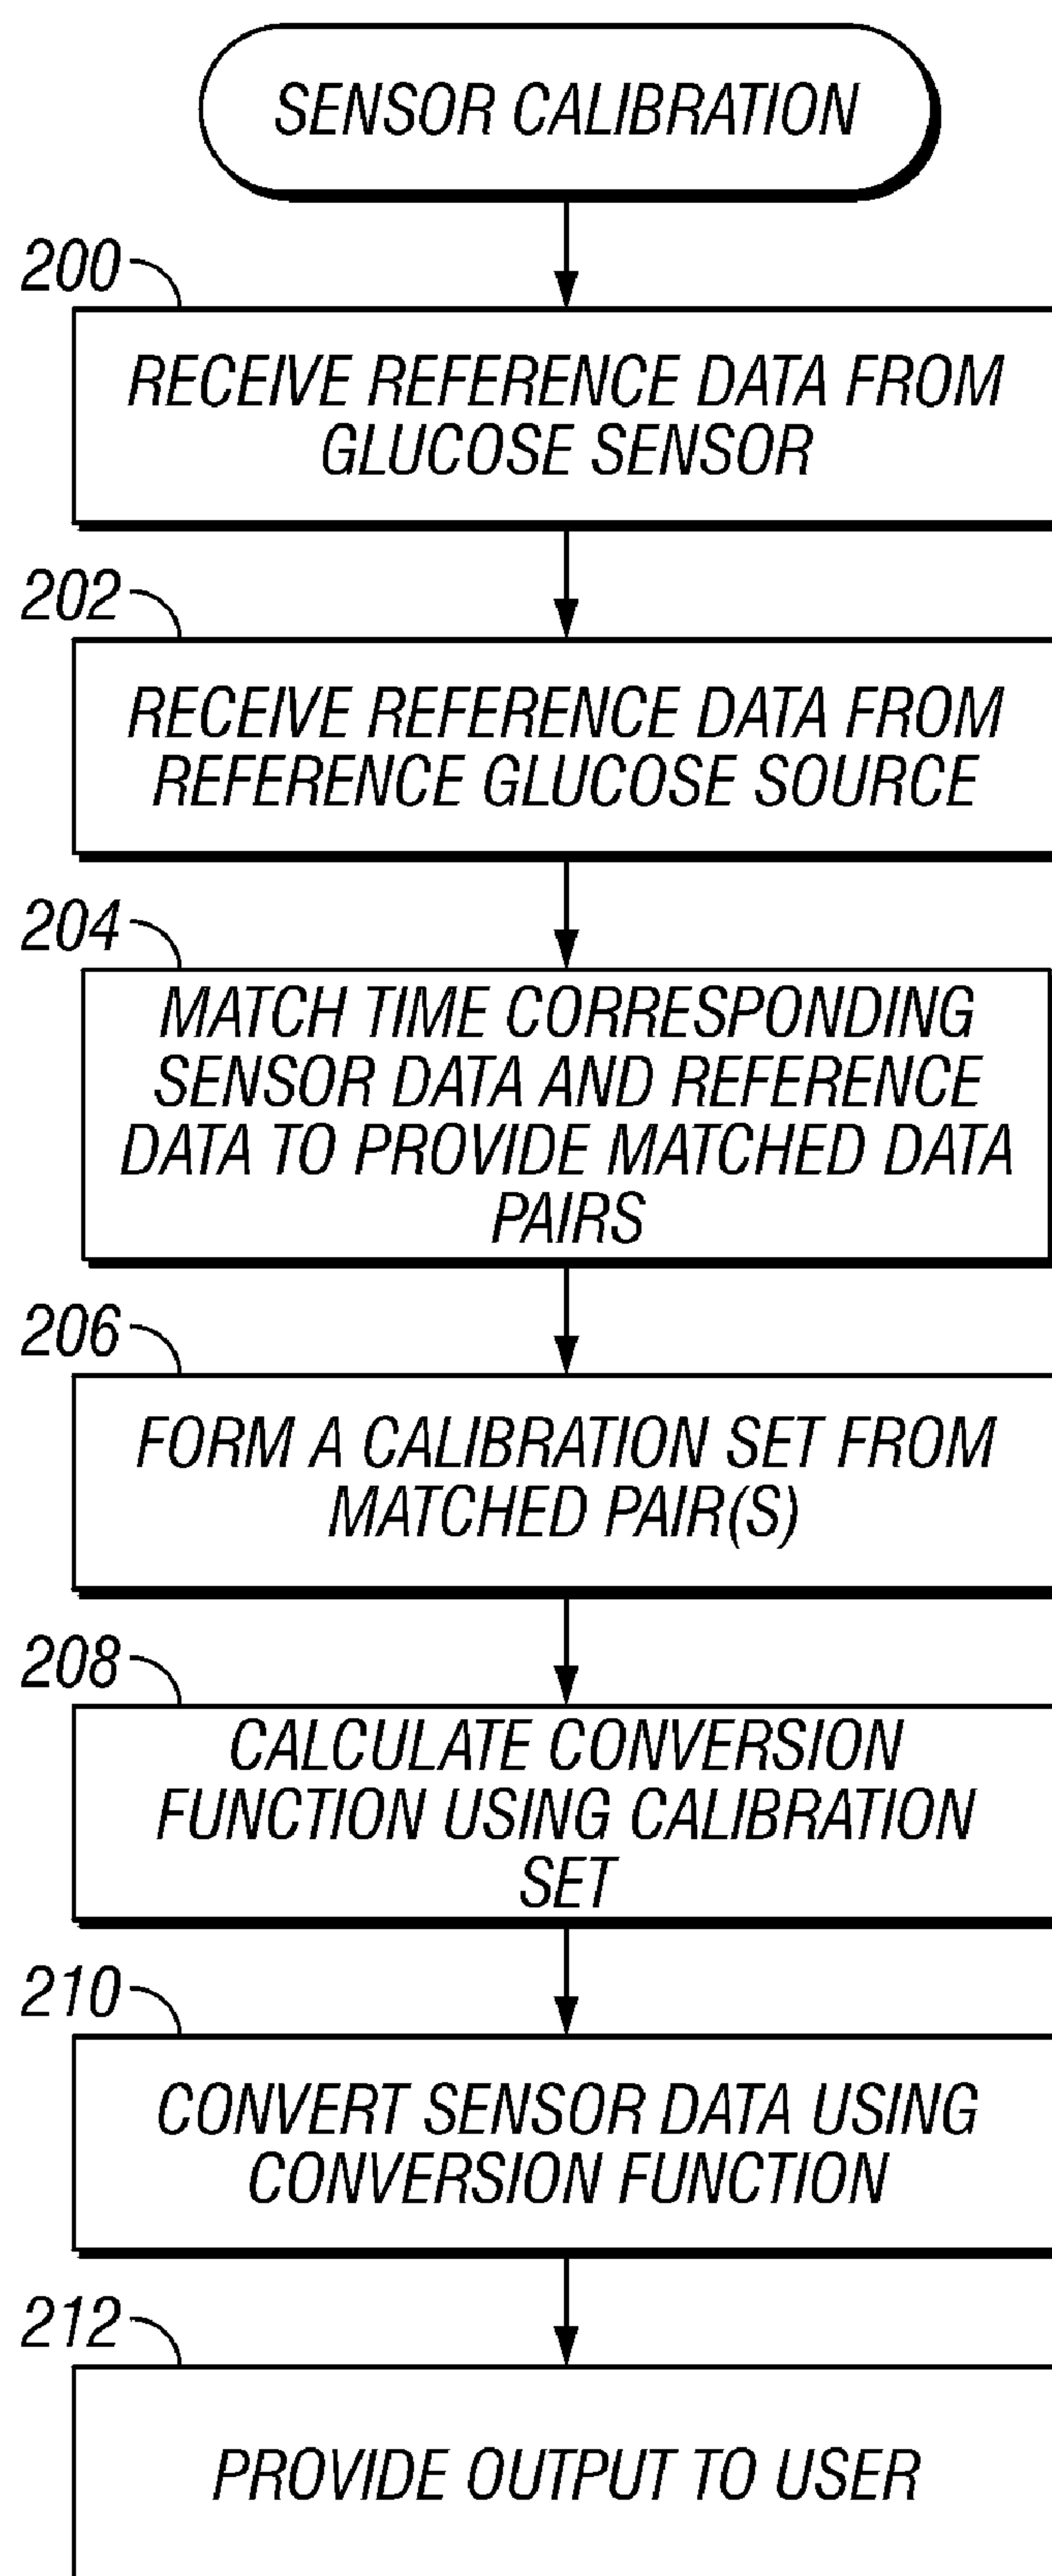 SENSOR CALIBRATION
200
RECEIVE REFERENCE DATA FROM
GLUCOSE SENSOR
202
RECEIVE REFERENCE DATA FROM
REFERENCE GLUCOSE SOURCE
204
MATCH TIME CORRESPONDING
SENSOR DATA AND REFERENCE
DATA TO PROVIDE MATCHED DATA
PAIRS
206
FORM A CALIBRATION SET FROM
MATCHED PAIR(S)
208
CALCULATE CONVERSION
FUNCTION USING CALIBRATION
SET
210
CONVERT SENSOR DATA USING
CONVERSION FUNCTION
212
PROVIDE OUTPUT TO USER